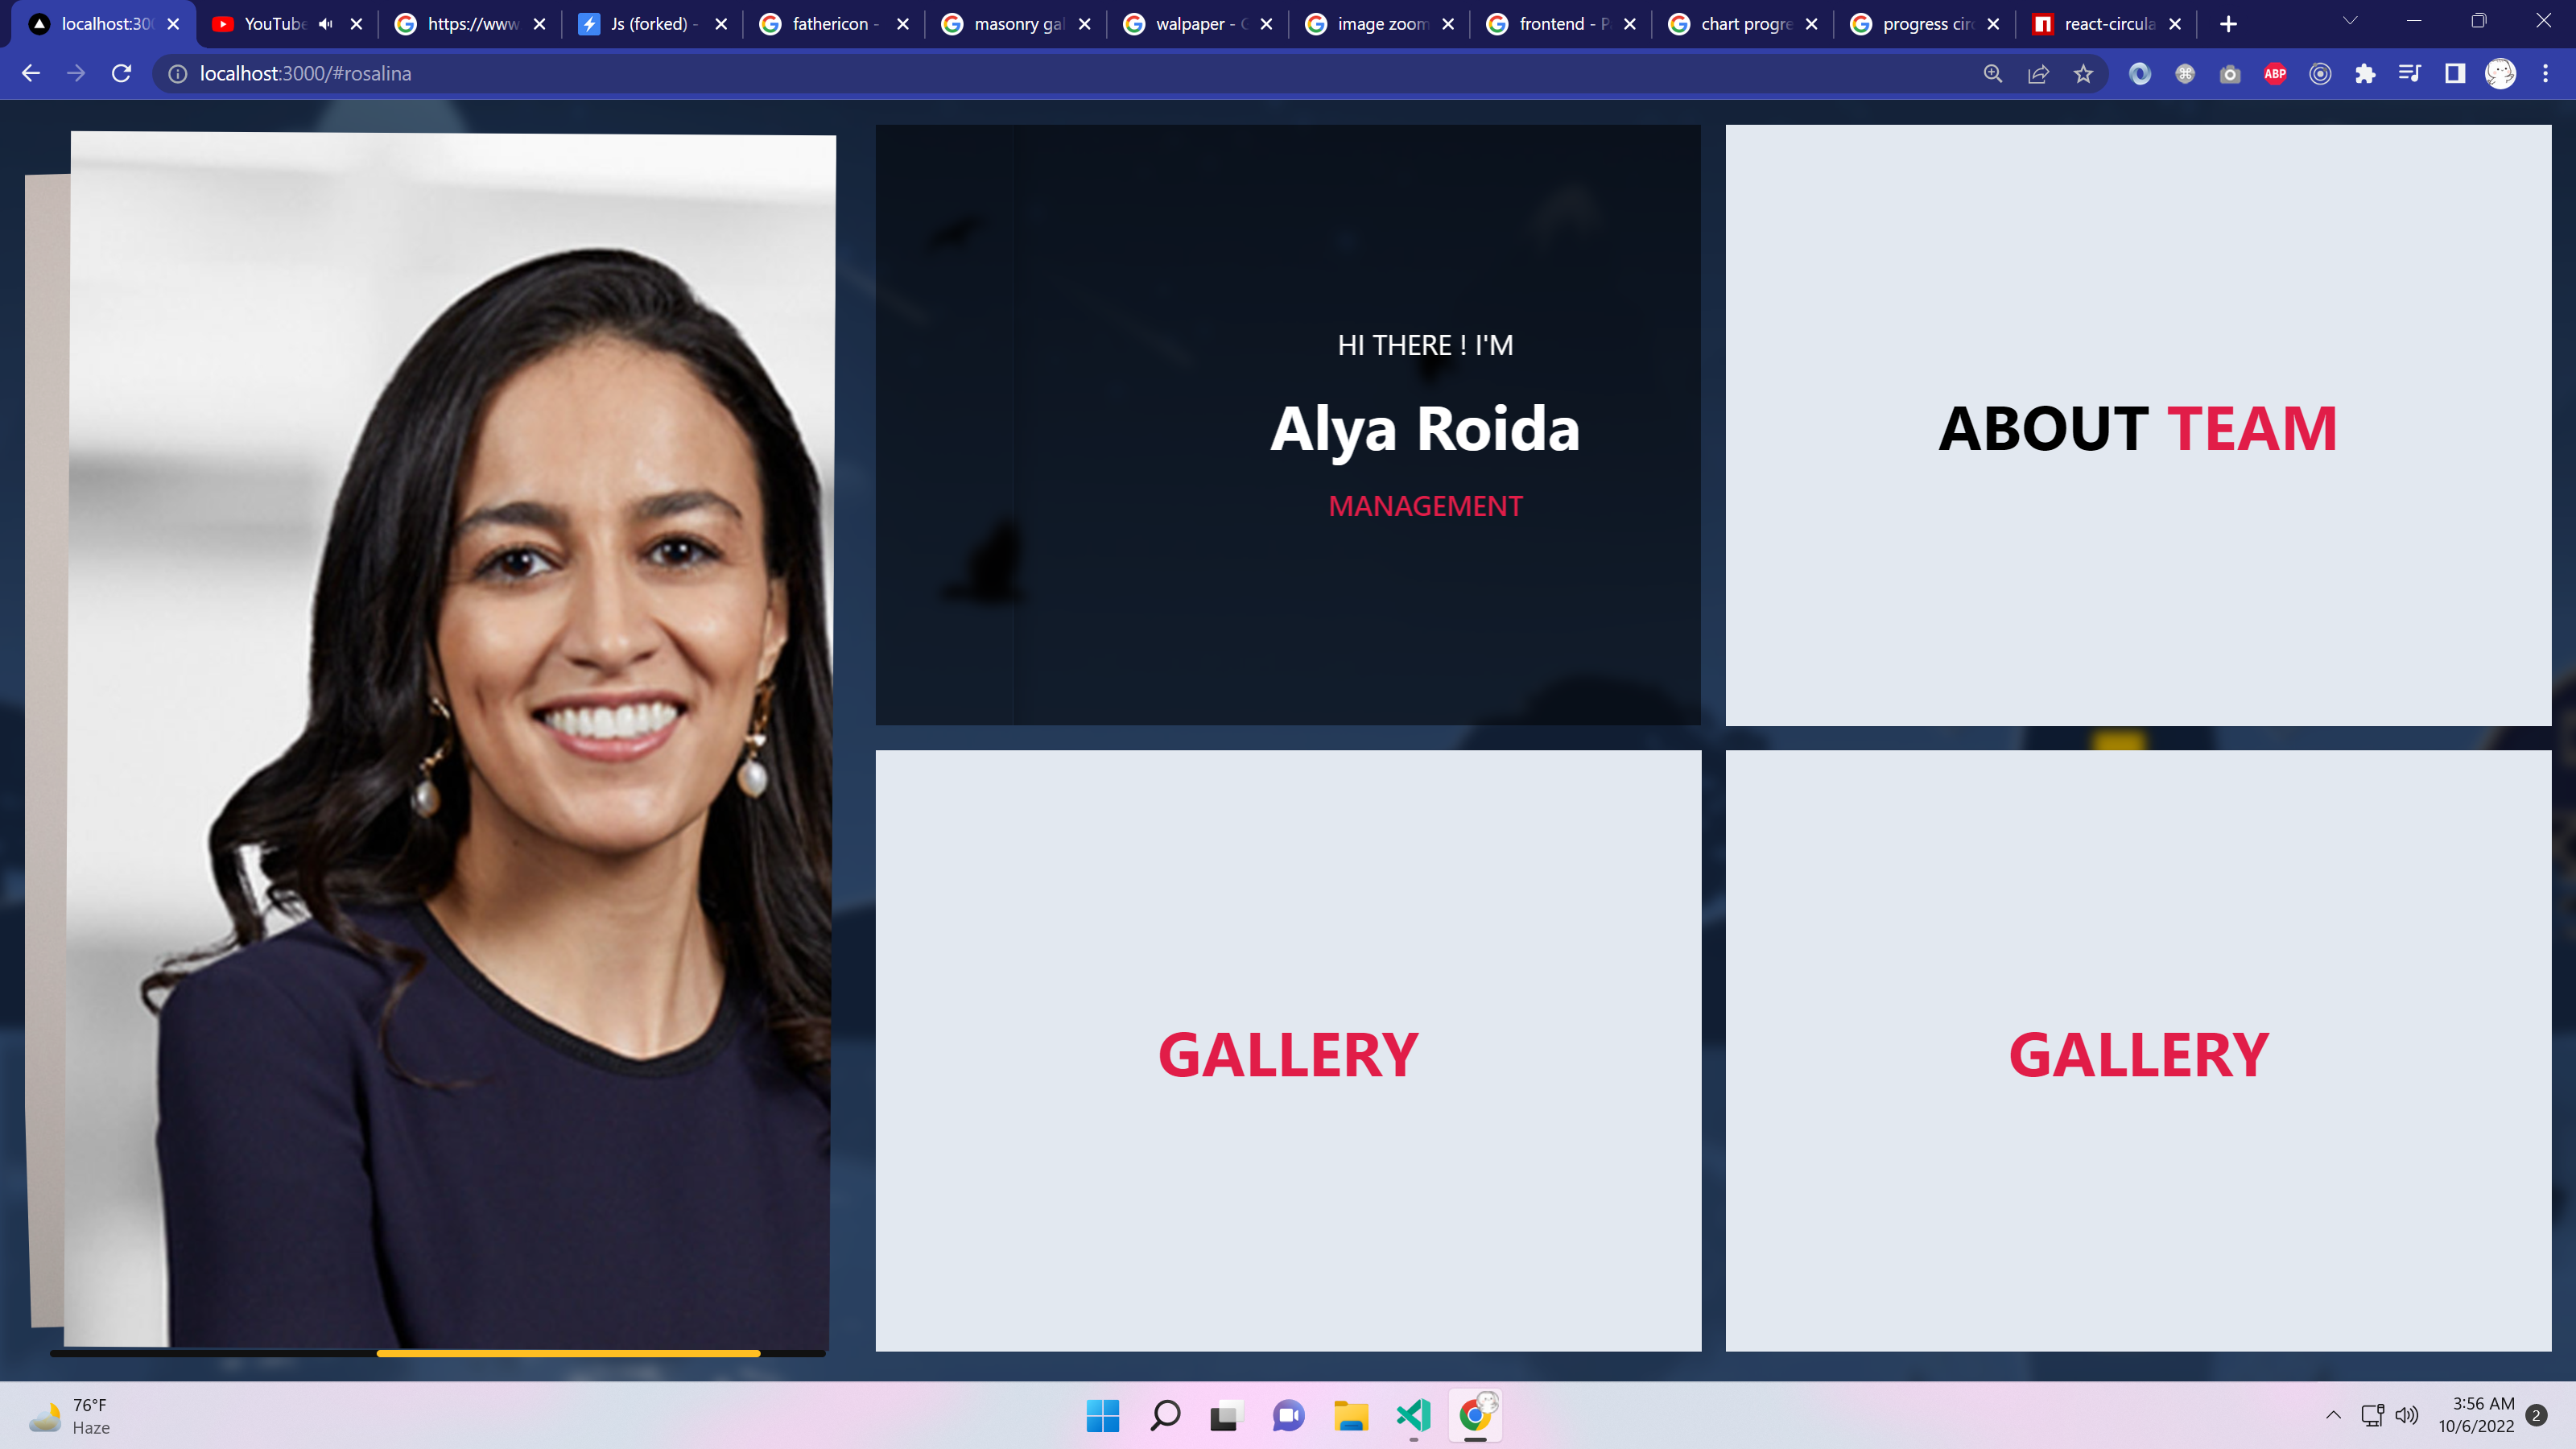 localhost:300
YouTube
https://www
Js (forked) -
fathericon -
masonry gal
walpaper - G
image zoom
frontend - P
chart progre
progress circ
react-circula
localhost:3000/#rosalina
ABP
HI THERE ! I'M
Alya Roida
MANAGEMENT
ABOUT TEAM
GALLERY
GALLERY
76°F
Haze
3:56 AM
10/6/2022
2